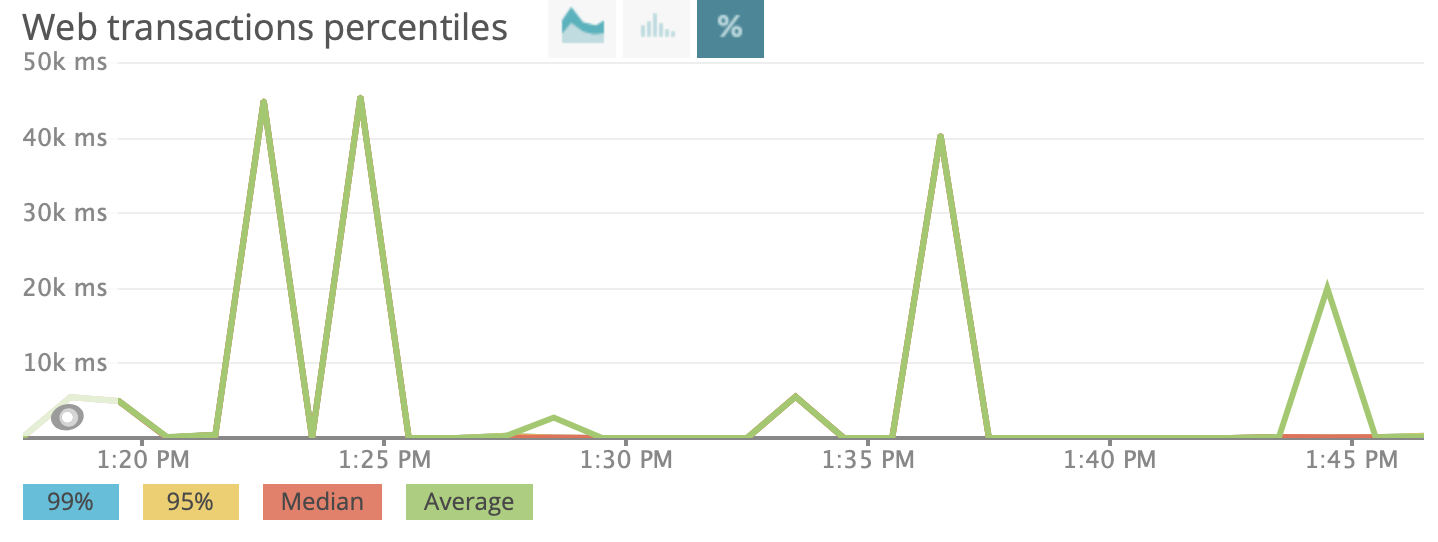 Web transactions percentiles %
50k ms
40k ms
30k ms
20k ms
10k ms
1:20 PM 1:25 PM 1:30 PM 1:35 PM 1:40 PM 1:45 PM
99% 95% Median Average